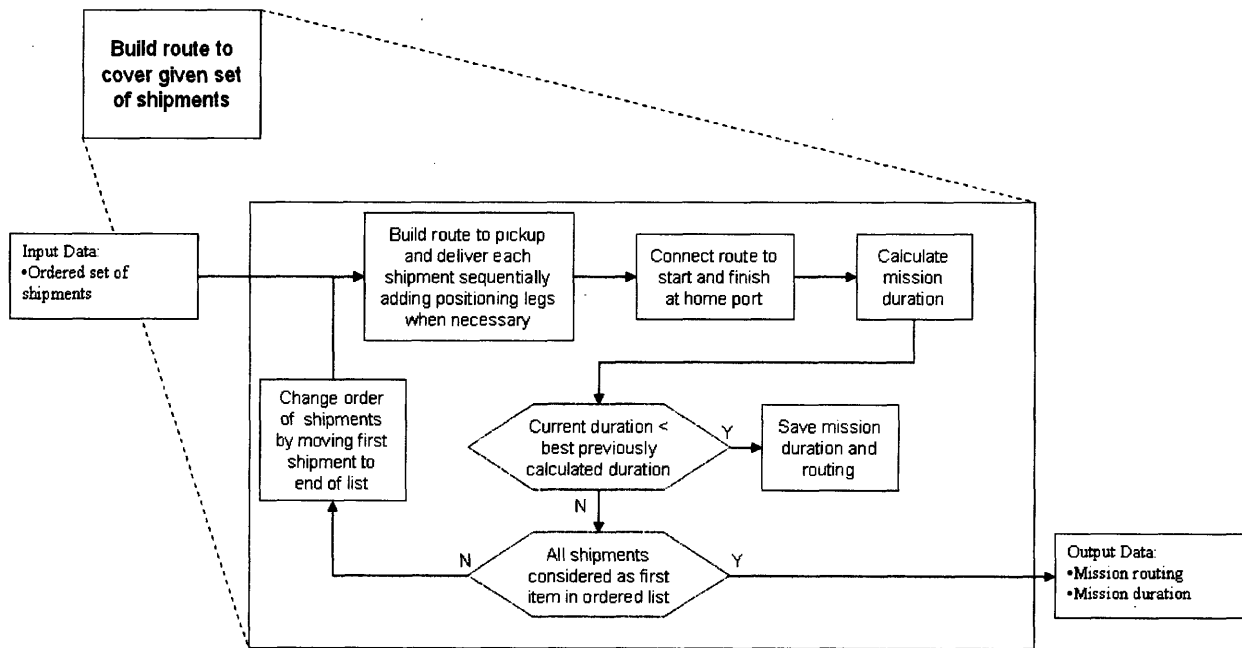 Build route to
cover given set
of shipments
Input Data:
•Ordered set of
shipments
Build route to pickup
and deliver each
shipment sequentially
adding positioning legs
when necessary
Connect route to
start and finish
at home port
Calculate
mission
duration
Change order
of shipments
by moving first
shipment to
end of list
Current duration <
best previously
calculated duration
Y
Save mission
duration and
routing
N
N
All shipments
considered as first
item in ordered list
Y
Output Data:
•Mission routing
•Mission duration